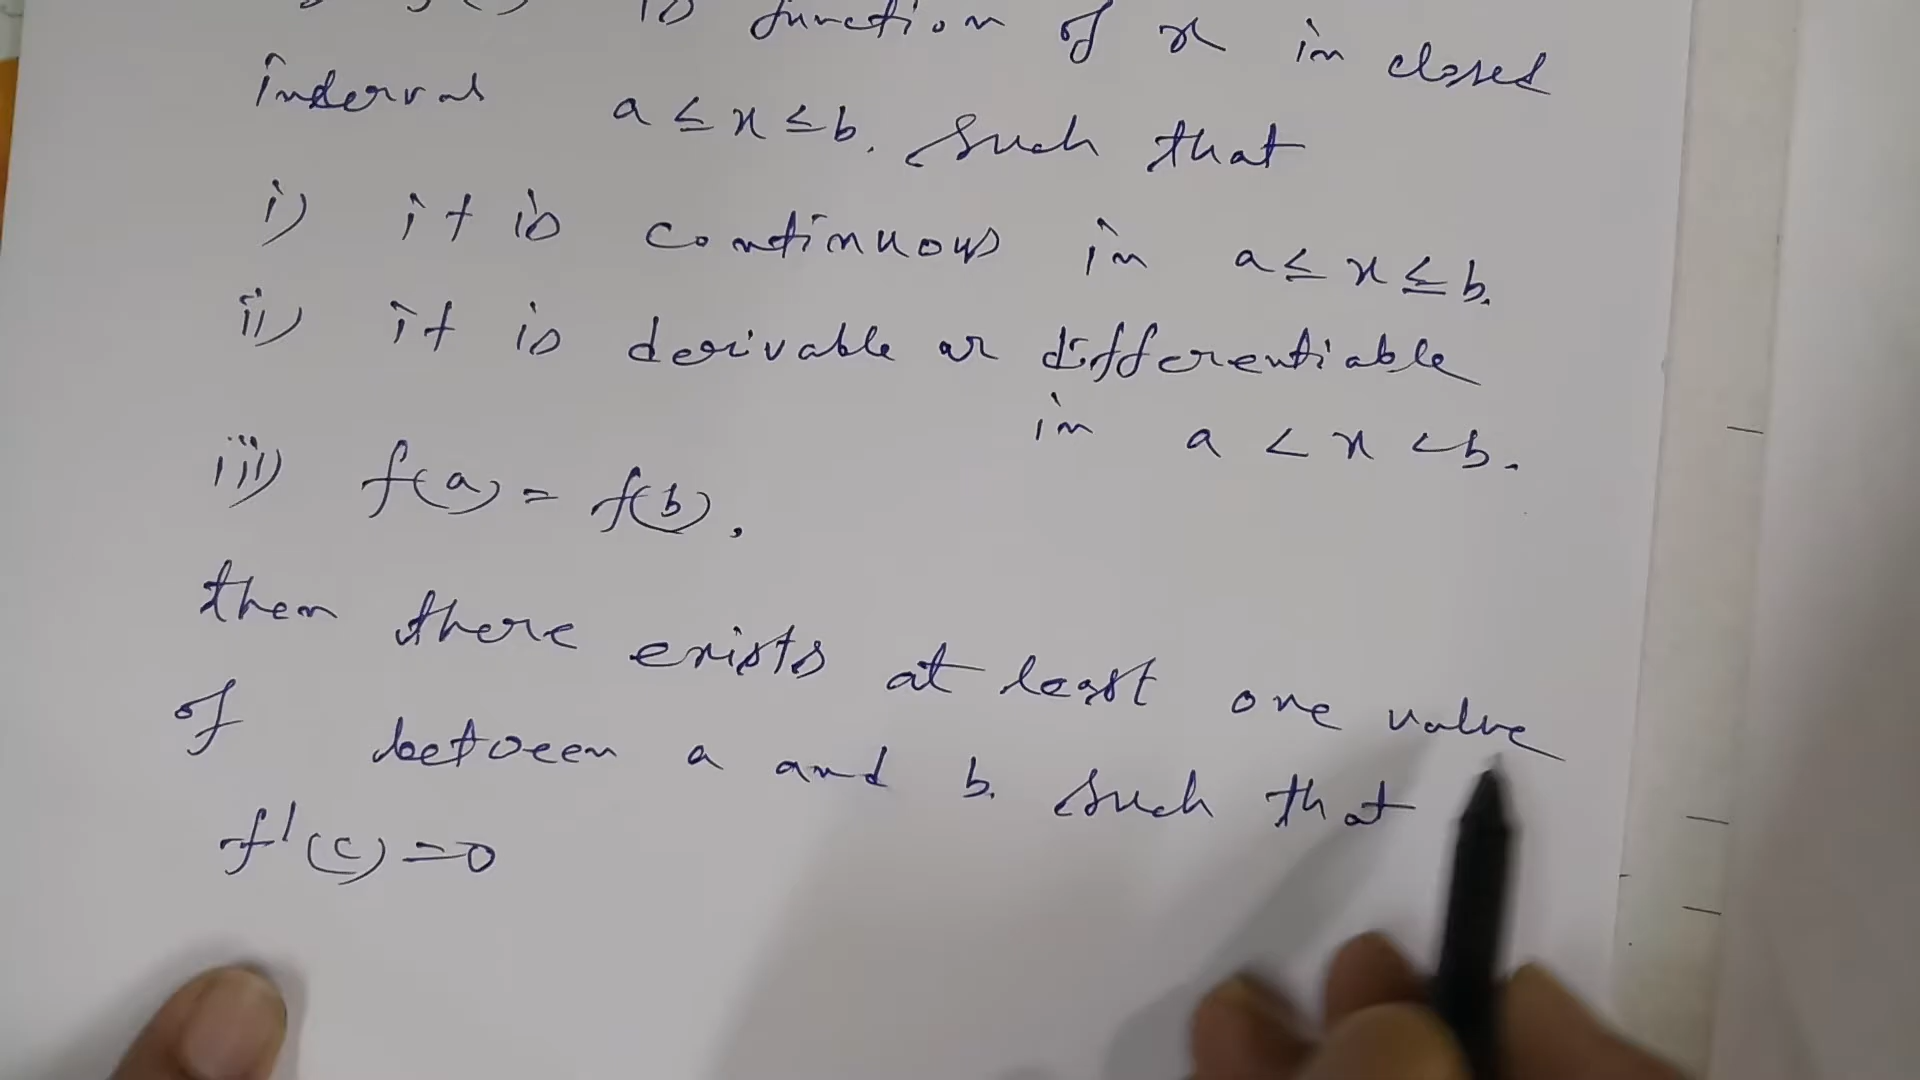 is function of x in closed
interval a ≤ x ≤ b. Such that
i) it is continuous in a ≤ x ≤ b.
ii) it is derivable or differentiable
in a < x < b.
iii) f(a) = f(b),
then there exists at least one value
of between a and b. such that
f'(c) = 0